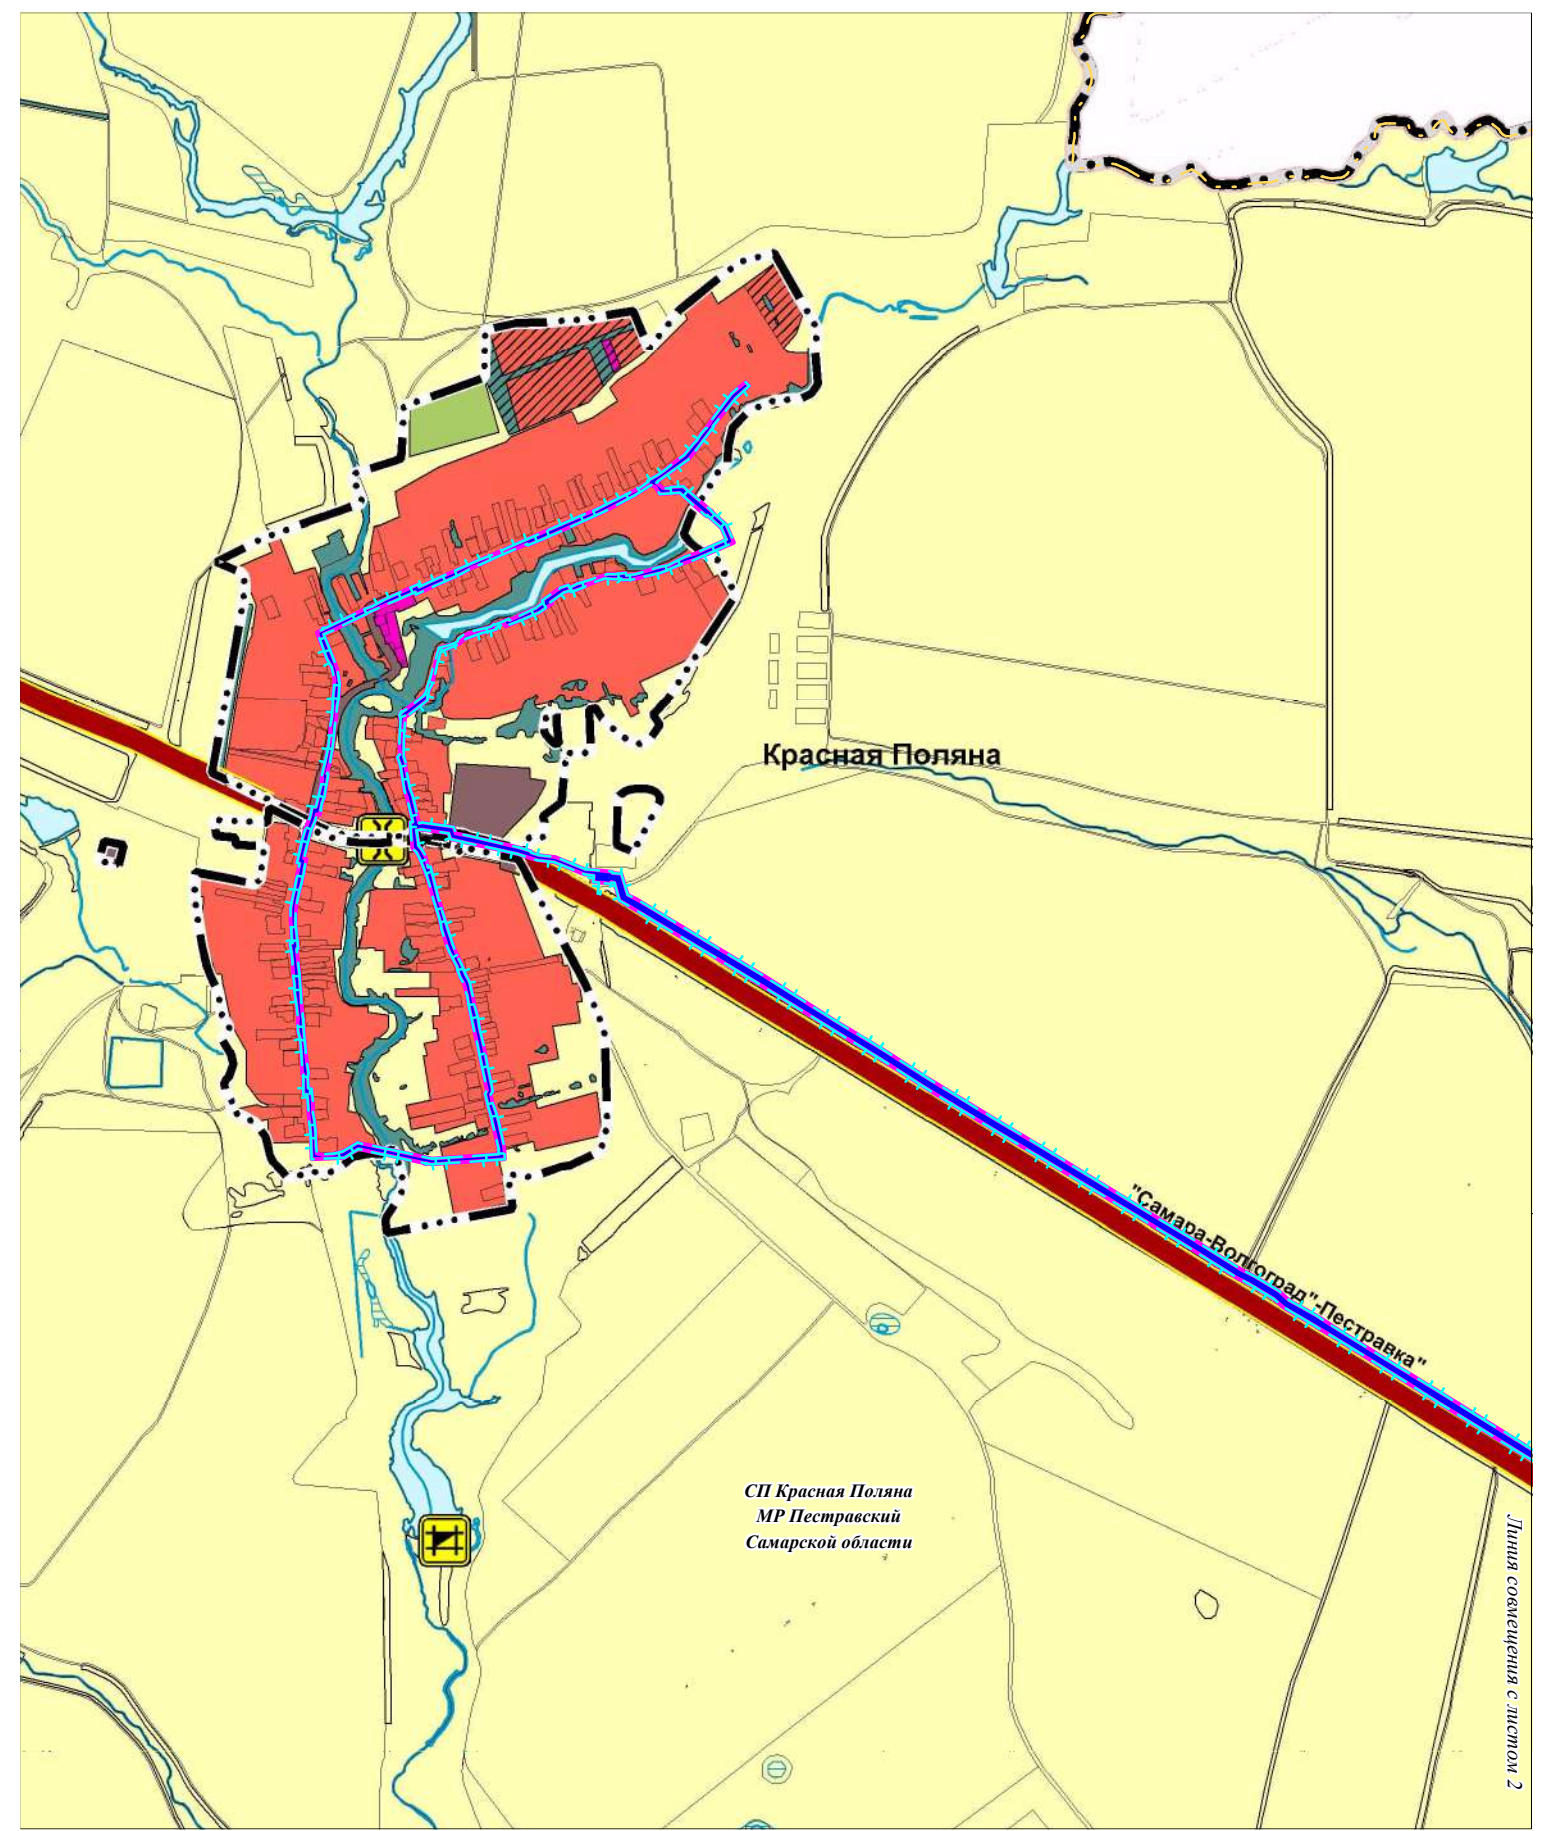 Красная Поляна
"Самара-Волгоград"-Пестравка"
СП Красная Поляна
МР Пестравский
Самарской области
Линия совмещения с листом 2